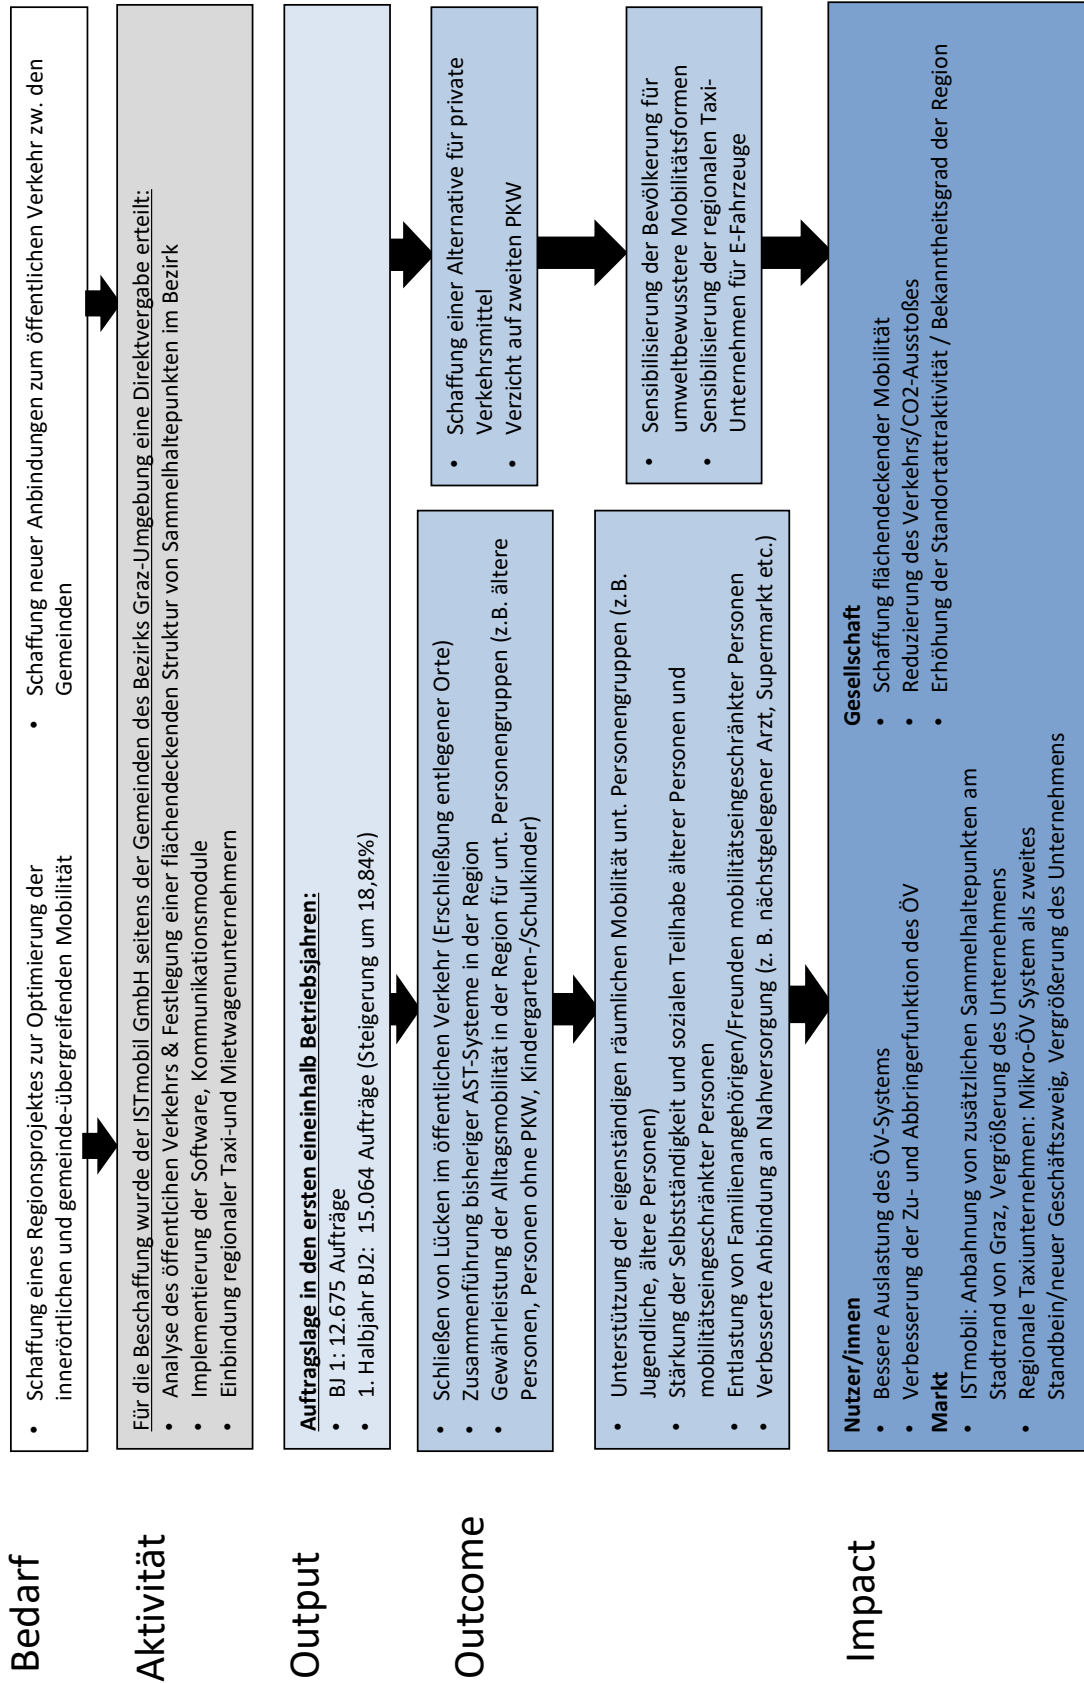 Bedarf
• Schaffung eines Regionsprojektes zur Optimierung der
innerörtlichen und gemeinde-übergreifenden Mobilität
• Schaffung neuer Anbindungen zum öffentlichen Verkehr zw. den
Gemeinden
Aktivität
Für die Beschaffung wurde der ISTmobil GmbH seitens der Gemeinden des Bezirks Graz-Umgebung eine Direktvergabe erteilt:
• Analyse des öffentlichen Verkehrs & Festlegung einer flächendeckenden Struktur von Sammelhaltepunkten im Bezirk
• Implementierung der Software, Kommunikationsmodule
• Einbindung regionaler Taxi-und Mietwagenunternehmern
Output
Auftragslage in den ersten eineinhalb Betriebsjahren:
• BJ 1: 12.675 Aufträge
• 1. Halbjahr BJ2: 15.064 Aufträge (Steigerung um 18,84%)
Outcome
• Schließen von Lücken im öffentlichen Verkehr (Erschließung entlegener Orte)
• Zusammenführung bisheriger AST-Systeme in der Region
• Gewährleistung der Alltagsmobilität in der Region für unt. Personengruppen (z.B. ältere
Personen, Personen ohne PKW, Kindergarten-/Schulkinder)
• Schaffung einer Alternative für private
Verkehrsmittel
• Verzicht auf zweiten PKW
• Unterstützung der eigenständigen räumlichen Mobilität unt. Personengruppen (z.B.
Jugendliche, ältere Personen)
• Stärkung der Selbstständigkeit und sozialen Teilhabe älterer Personen und
mobilitätseingeschränkter Personen
• Entlastung von Familienangehörigen/Freunden mobilitätseingeschränkter Personen
• Verbesserte Anbindung an Nahversorgung (z. B. nächstgelegener Arzt, Supermarkt etc.)
• Sensibilisierung der Bevölkerung für
umweltbewusstere Mobilitätsformen
• Sensibilisierung der regionalen Taxi-
Unternehmen für E-Fahrzeuge
Impact
Nutzer/innen
• Bessere Auslastung des ÖV-Systems
• Verbesserung der Zu- und Abbringerfunktion des ÖV
Markt
• ISTmobil: Anbahnung von zusätzlichen Sammelhaltepunkten am
Stadtrand von Graz, Vergrößerung des Unternehmens
• Regionale Taxiunternehmen: Mikro-ÖV System als zweites
Standbein/neuer Geschäftszweig, Vergrößerung des Unternehmens
Gesellschaft
• Schaffung flächendeckender Mobilität
• Reduzierung des Verkehrs/CO2-Ausstoßes
• Erhöhung der Standortattraktivität / Bekanntheitsgrad der Region